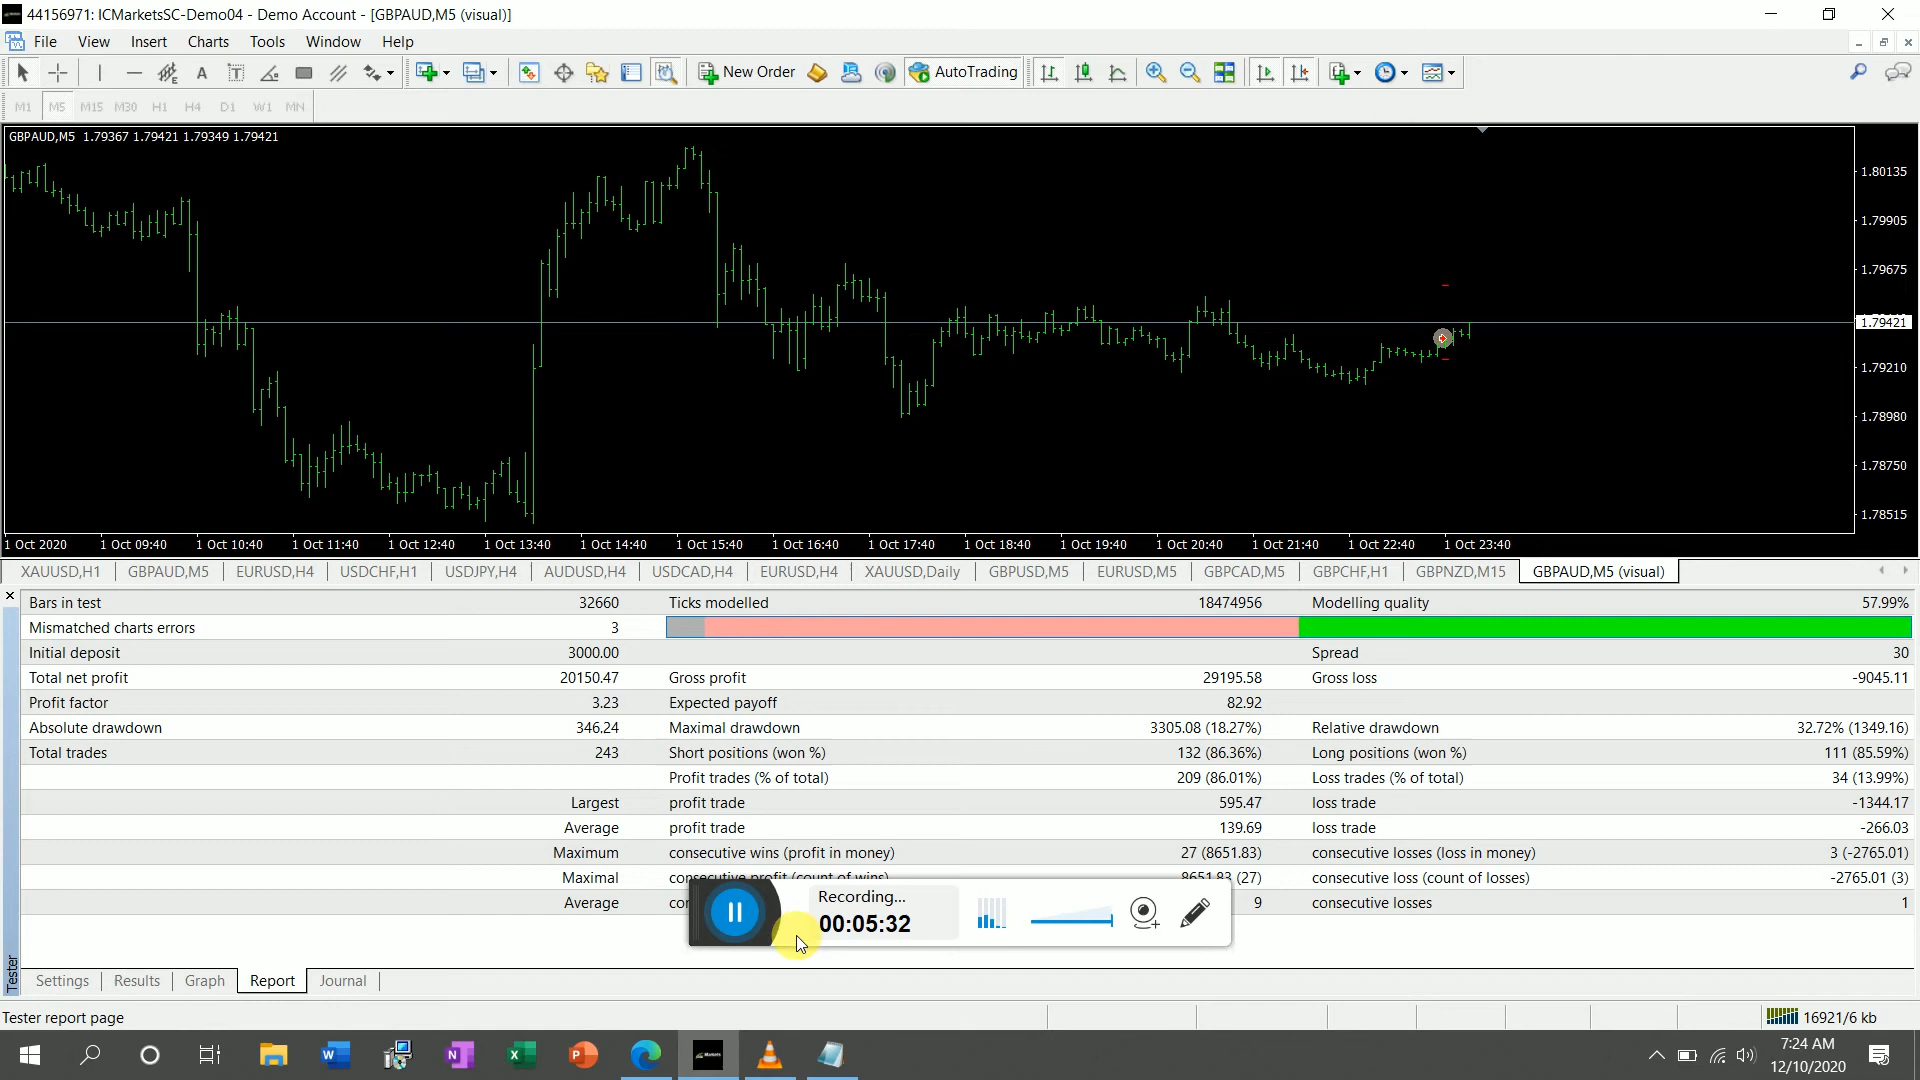 44156971: ICMarketsSC-Demo04 - Demo Account - [GBPAUD,M5 (visual)]
File View Insert Charts Tools Window Help
New Order AutoTrading
M1 M5 M15 M30 H1 H4 D1 W1 MN
GBPAUD,M5 1.79367 1.79421 1.79349 1.79421
1.80135
1.79905
1.79675
1.79421
1.79210
1.78980
1.78750
1.78515
1 Oct 2020 1 Oct 09:40 1 Oct 10:40 1 Oct 11:40 1 Oct 12:40 1 Oct 13:40 1 Oct 14:40 1 Oct 15:40 1 Oct 16:40 1 Oct 17:40 1 Oct 18:40 1 Oct 19:40 1 Oct 20:40 1 Oct 21:40 1 Oct 22:40 1 Oct 23:40
XAUUSD,H1 GBPAUD,M5 EURUSD,H4 USDCHF,H1 USDJPY,H4 AUDUSD,H4 USDCAD,H4 EURUSD,H4 XAUUSD,Daily GBPUSD,M5 EURUSD,M5 GBPCAD,M5 GBPCHF,H1 GBPNZD,M15 GBPAUD,M5 (visual)
Bars in test 32660 Ticks modelled 18474956 Modelling quality 57.99%
Mismatched charts errors 3
Initial deposit 3000.00 Spread 30
Total net profit 20150.47 Gross profit 29195.58 Gross loss -9045.11
Profit factor 3.23 Expected payoff 82.92
Absolute drawdown 346.24 Maximal drawdown 3305.08 (18.27%) Relative drawdown 32.72% (1349.16)
Total trades 243 Short positions (won %) 132 (86.36%) Long positions (won %) 111 (85.59%)
Profit trades (% of total) 209 (86.01%) Loss trades (% of total) 34 (13.99%)
Largest profit trade 595.47 loss trade -1344.17
Average profit trade 139.69 loss trade -266.03
Maximum consecutive wins (profit in money) 27 (8651.83) consecutive losses (loss in money) 3 (-2765.01)
Maximal consecutive profit (count of wins) 8651.83 (27) consecutive loss (count of losses) -2765.01 (3)
Average 9 consecutive losses 1
Recording...
00:05:32
Tester
Settings Results Graph Report Journal
Tester report page 16921/6 kb
7:24 AM
12/10/2020